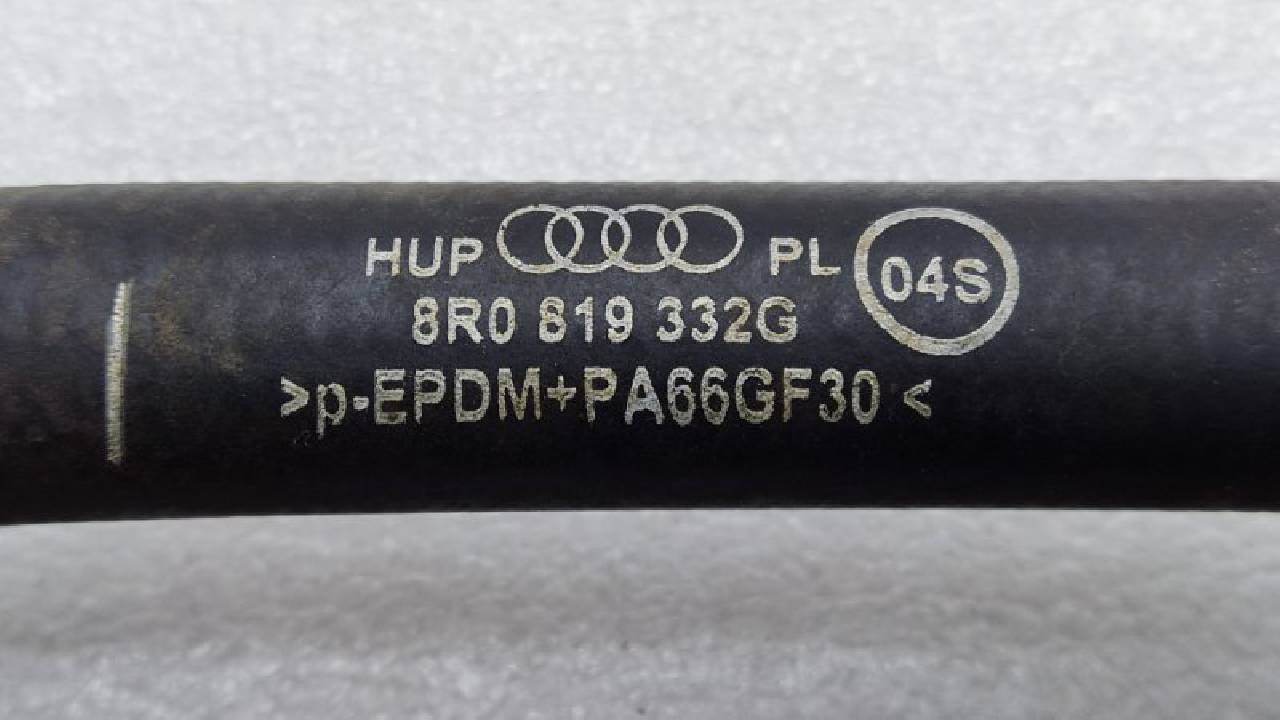 HUP PL 04S
8R0 819 332G
>p-EPDM+PA66GF30<